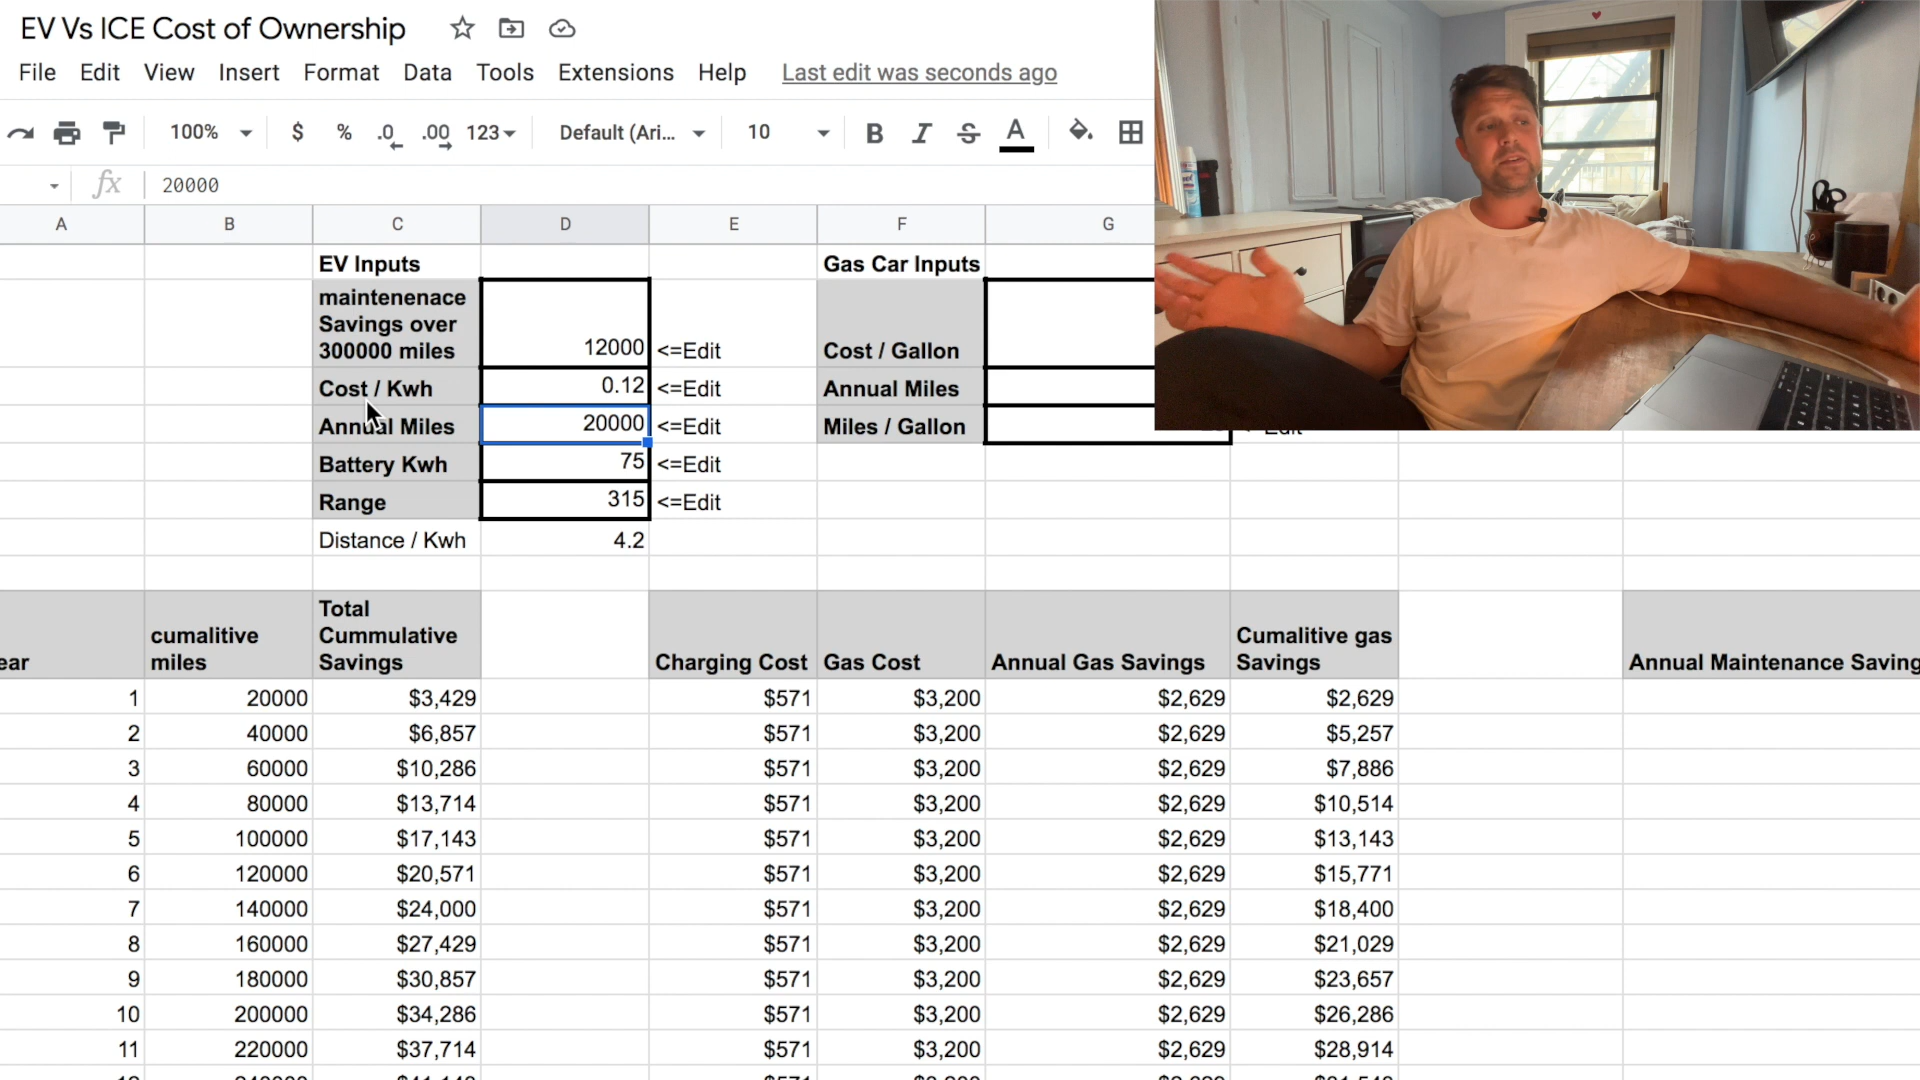 EV Vs ICE Cost of Ownership
File Edit View Insert Format Data Tools Extensions Help Last edit was seconds ago
100% $ % .0 .00 123 Default (Ari... 10 B I S A
fx 20000
A B C D E F G
EV Inputs Gas Car Inputs
maintenenace
Savings over
300000 miles 12000 <=Edit Cost / Gallon
Cost / Kwh 0.12 <=Edit Annual Miles
Annual Miles 20000 <=Edit Miles / Gallon
Battery Kwh 75 <=Edit
Range 315 <=Edit
Distance / Kwh 4.2
ear cumalitive miles Total Cummulative Savings Charging Cost Gas Cost Annual Gas Savings Cumalitive gas Savings Annual Maintenance Saving
1 20000 $3,429 $571 $3,200 $2,629 $2,629
2 40000 $6,857 $571 $3,200 $2,629 $5,257
3 60000 $10,286 $571 $3,200 $2,629 $7,886
4 80000 $13,714 $571 $3,200 $2,629 $10,514
5 100000 $17,143 $571 $3,200 $2,629 $13,143
6 120000 $20,571 $571 $3,200 $2,629 $15,771
7 140000 $24,000 $571 $3,200 $2,629 $18,400
8 160000 $27,429 $571 $3,200 $2,629 $21,029
9 180000 $30,857 $571 $3,200 $2,629 $23,657
10 200000 $34,286 $571 $3,200 $2,629 $26,286
11 220000 $37,714 $571 $3,200 $2,629 $28,914